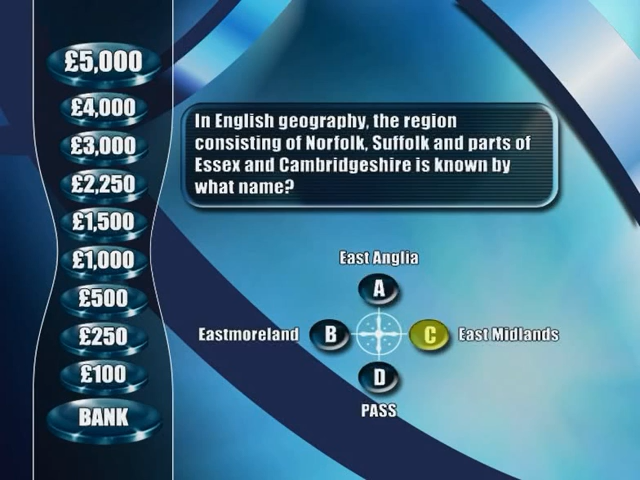 £5,000
£4,000
£3,000
£2,250
£1,500
£1,000
£500
£250
£100
BANK
In English geography, the region
consisting of Norfolk, Suffolk and parts of
Essex and Cambridgeshire is known by
what name?
East Anglia
A
Eastmoreland B C East Midlands
D
PASS